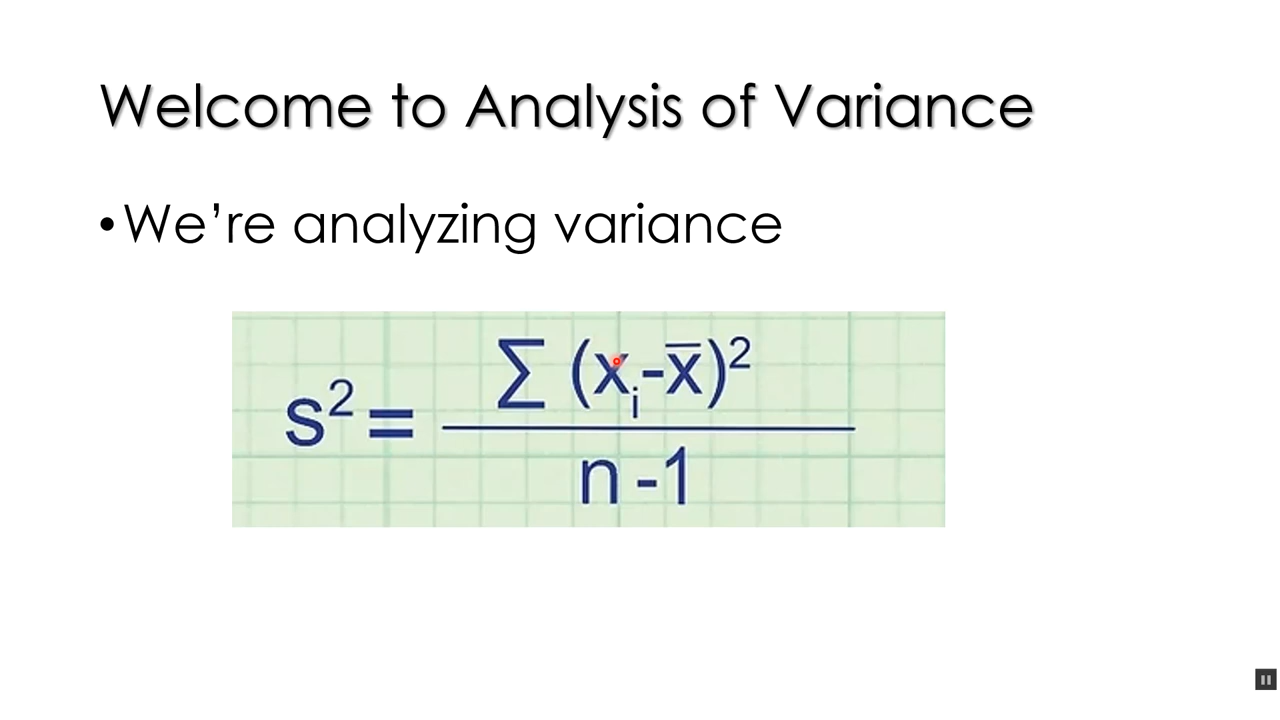 Welcome to Analysis of Variance
•We’re analyzing variance
s² = ∑ (xᵢ-x̅)²
n -1